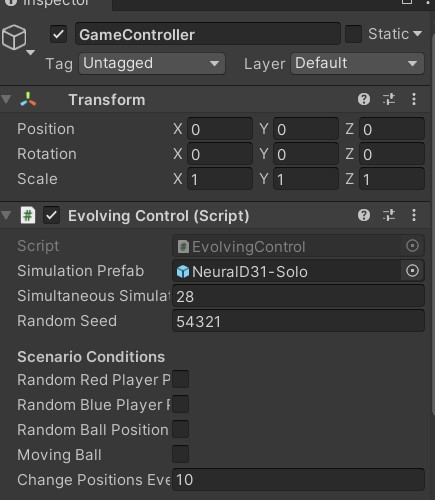 Inspector
GameController Static
Tag Untagged Layer Default
Transform
Position X 0 Y 0 Z 0
Rotation X 0 Y 0 Z 0
Scale X 1 Y 1 Z 1
# Evolving Control (Script)
Script # EvolvingControl
Simulation Prefab NeuralD31-Solo
Simultaneous Simulat 28
Random Seed 54321
Scenario Conditions
Random Red Player P
Random Blue Player P
Random Ball Position
Moving Ball
Change Positions Eve 10